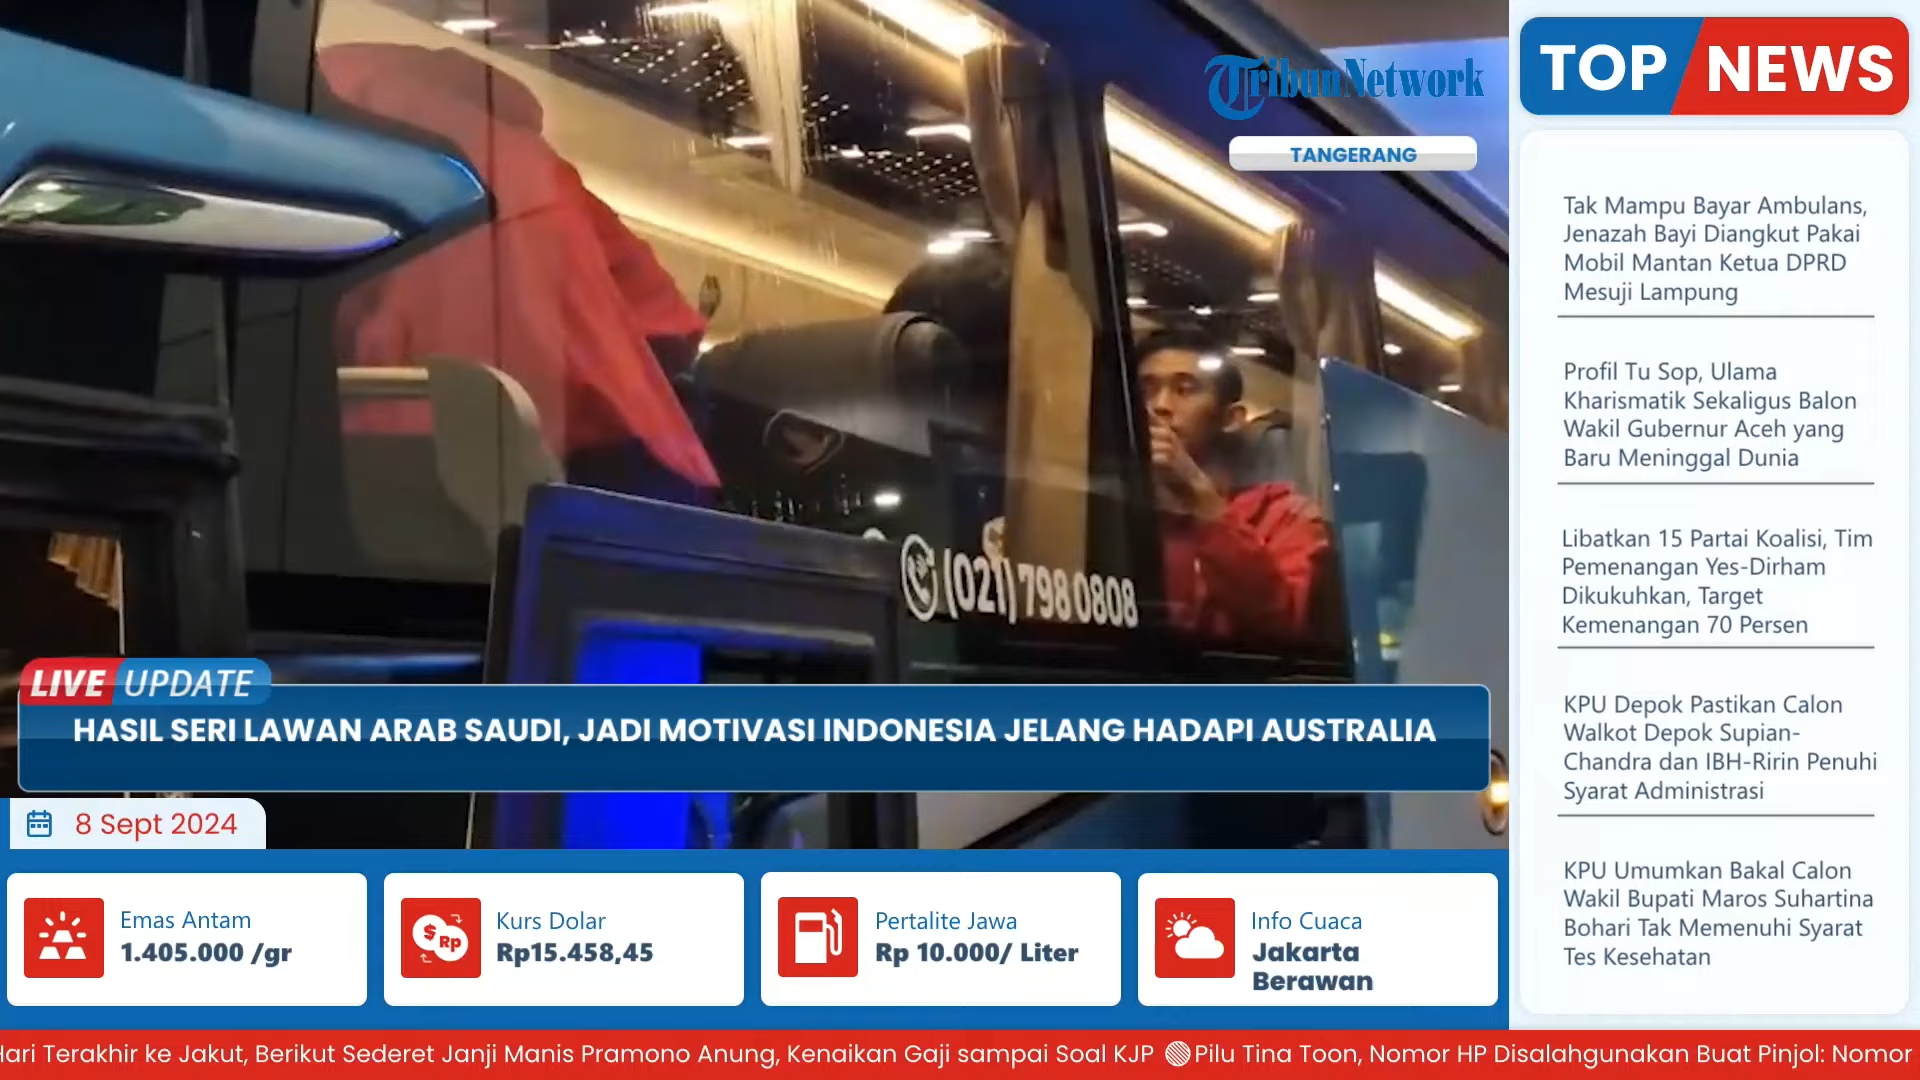 TribunNetwork
TANGERANG
(021) 798 0808
LIVE UPDATE
HASIL SERI LAWAN ARAB SAUDI, JADI MOTIVASI INDONESIA JELANG HADAPI AUSTRALIA
8 Sept 2024
Emas Antam
1.405.000 /gr
Kurs Dolar
Rp15.458,45
Pertalite Jawa
Rp 10.000/ Liter
Info Cuaca
Jakarta
Berawan
TOP NEWS
Tak Mampu Bayar Ambulans,
Jenazah Bayi Diangkut Pakai
Mobil Mantan Ketua DPRD
Mesuji Lampung
Profil Tu Sop, Ulama
Kharismatik Sekaligus Balon
Wakil Gubernur Aceh yang
Baru Meninggal Dunia
Libatkan 15 Partai Koalisi, Tim
Pemenangan Yes-Dirham
Dikukuhkan, Target
Kemenangan 70 Persen
KPU Depok Pastikan Calon
Walkot Depok Supian-
Chandra dan IBH-Ririn Penuhi
Syarat Administrasi
KPU Umumkan Bakal Calon
Wakil Bupati Maros Suhartina
Bohari Tak Memenuhi Syarat
Tes Kesehatan
Hari Terakhir ke Jakut, Berikut Sederet Janji Manis Pramono Anung, Kenaikan Gaji sampai Soal KJP Pilu Tina Toon, Nomor HP Disalahgunakan Buat Pinjol: Nomor